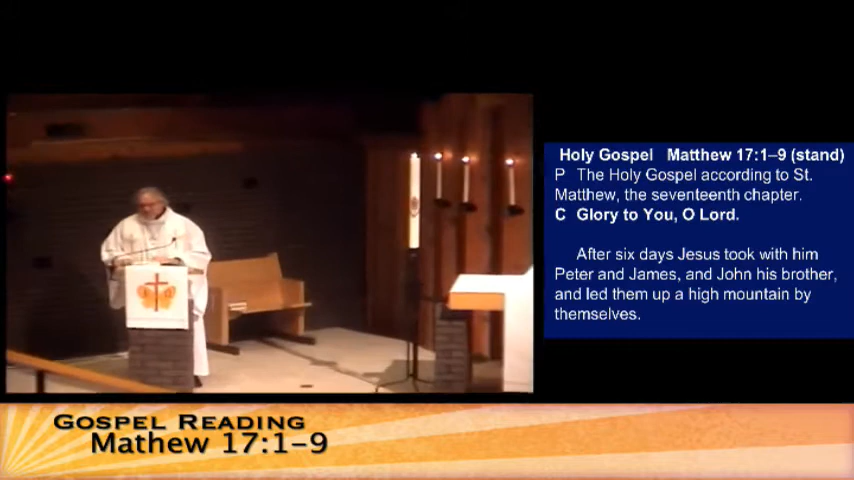 Holy Gospel Matthew 17:1–9 (stand)
P The Holy Gospel according to St.
Matthew, the seventeenth chapter.
C Glory to You, O Lord.
After six days Jesus took with him
Peter and James, and John his brother,
and led them up a high mountain by
themselves.
Gospel Reading
Mathew 17:1-9